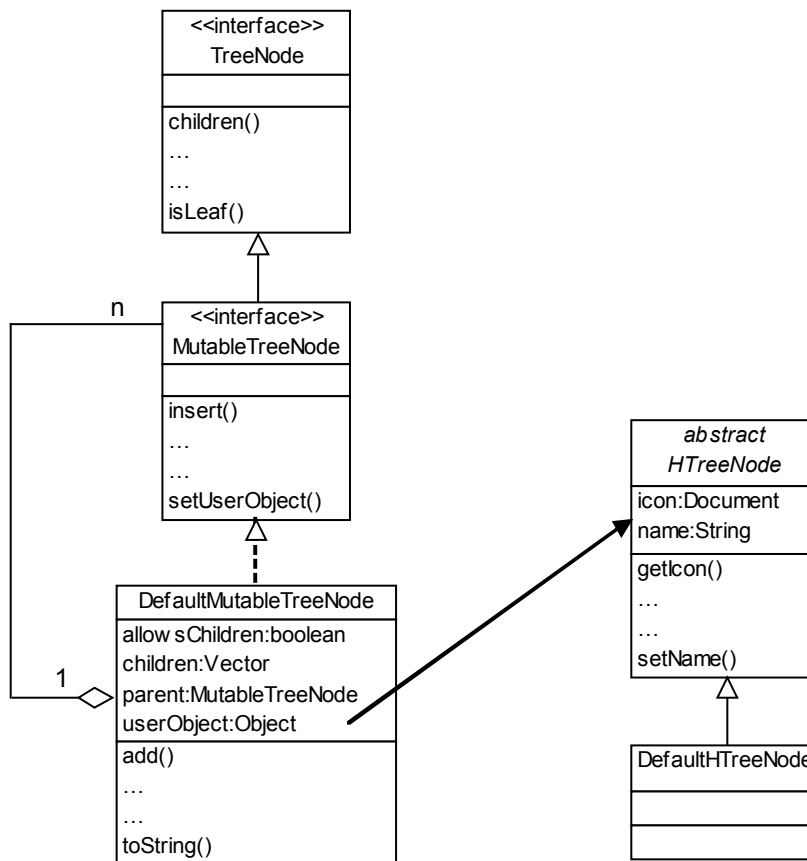 <<interface>>
TreeNode
children()
…
…
isLeaf()
n
<<interface>>
MutableTreeNode
insert()
…
…
setUserObject()
1
DefaultMutableTreeNode
allowsChildren:boolean
children:Vector
parent:MutableTreeNode
userObject:Object
add()
…
…
toString()
abstract
HTreeNode
icon:Document
name:String
getIcon()
…
…
setName()
DefaultHTreeNode